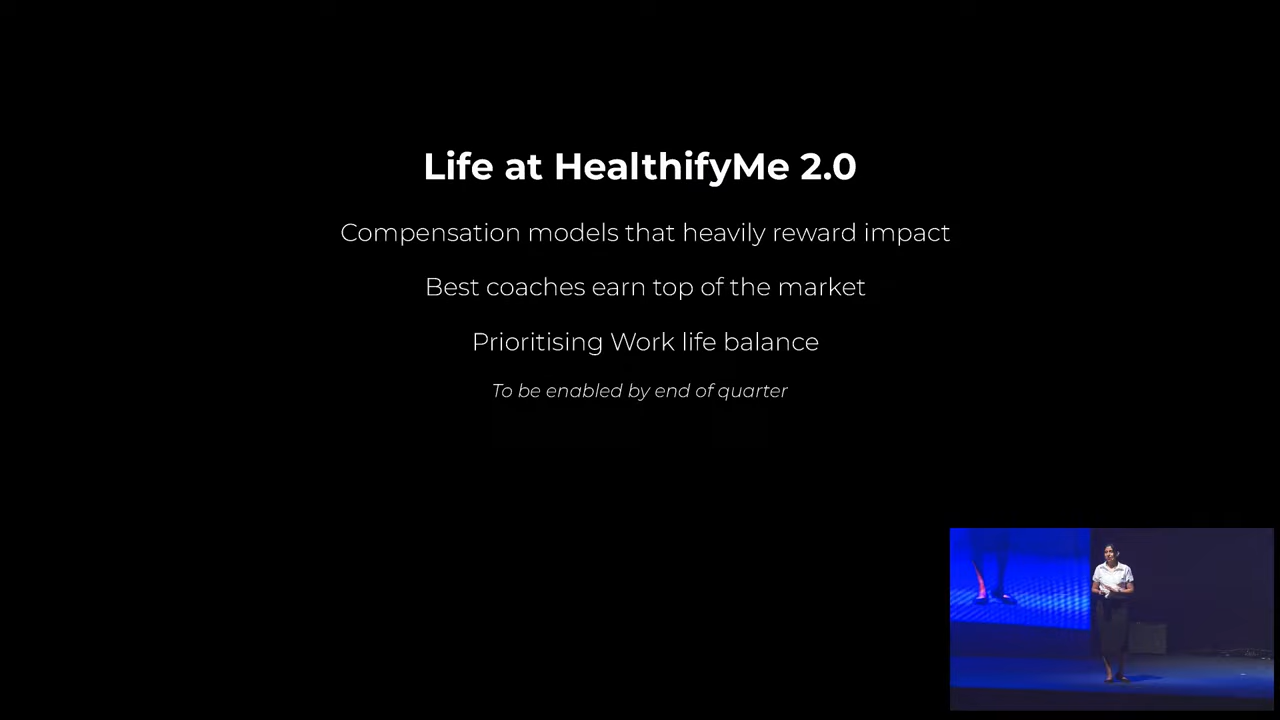 Life at HealthifyMe 2.0
Compensation models that heavily reward impact
Best coaches earn top of the market
Prioritising Work life balance
To be enabled by end of quarter